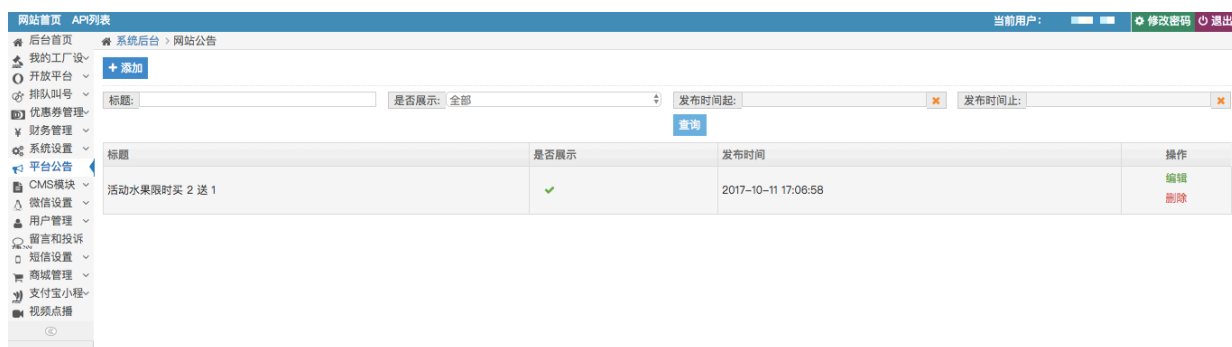 网站首页 API列表 当前用户： 修改密码 退出
后台首页
我的工厂设
开放平台
排队叫号
优惠券管理
财务管理
系统设置
平台公告
CMS模块
微信设置
用户管理
留言和投诉
短信设置
商城管理
支付宝小程
视频点播
系统后台 > 网站公告
+ 添加
标题: 是否展示: 全部 发布时间起: 发布时间止:
查询
标题 是否展示 发布时间 操作
活动水果限时买 2 送 1 2017-10-11 17:06:58 编辑
删除